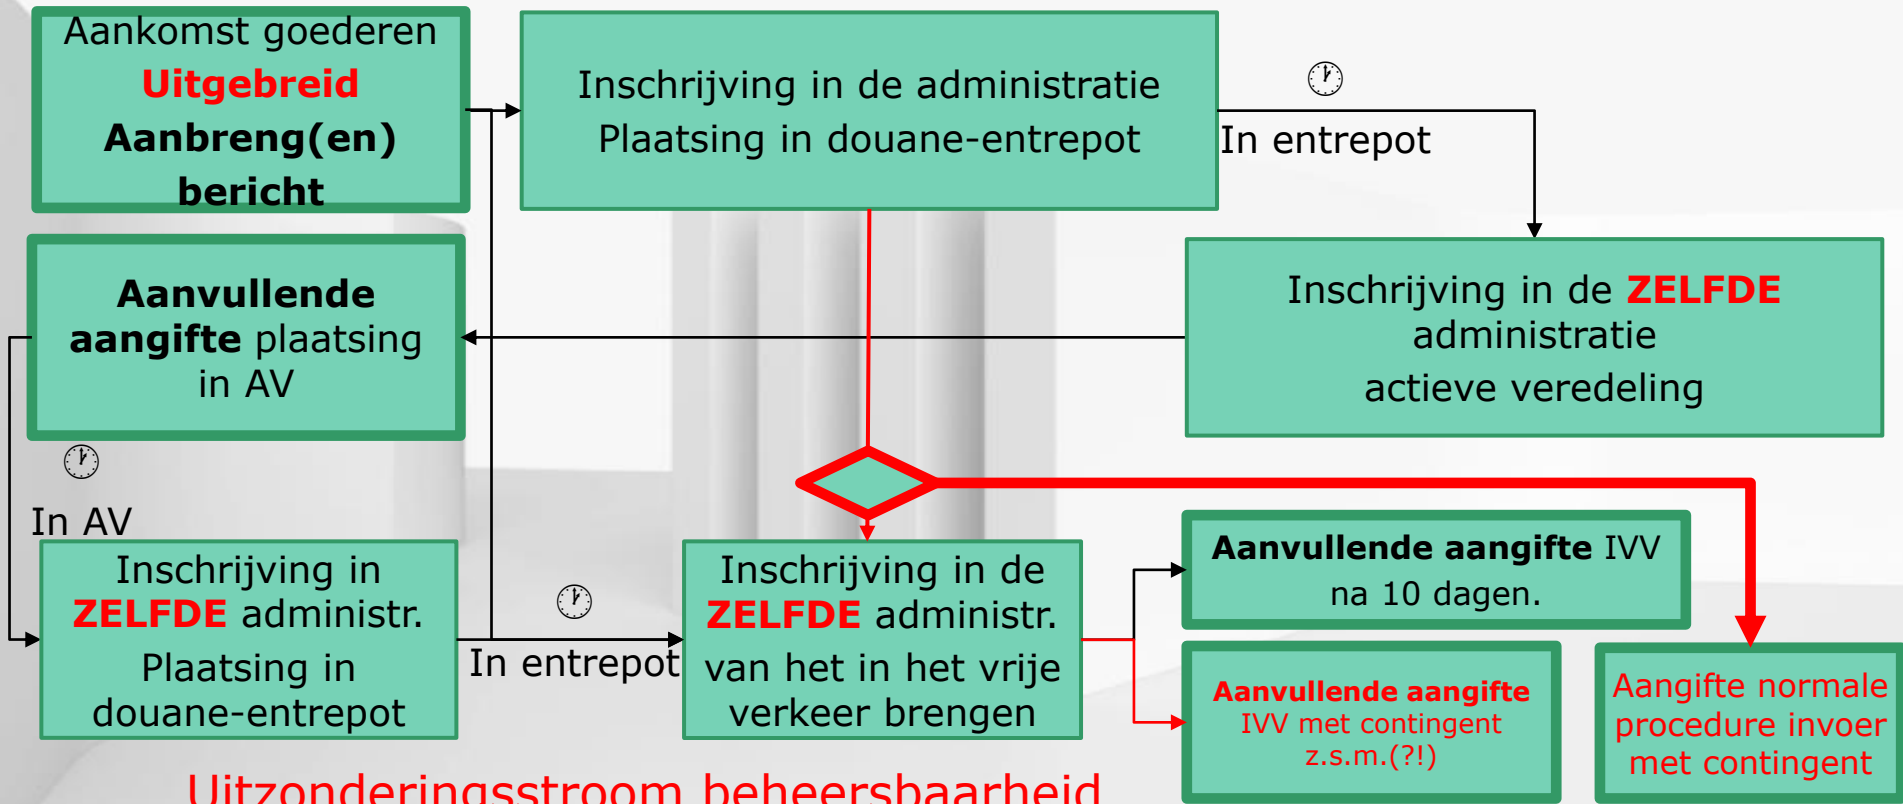 Aankomst goederen
Uitgebreid
Aanbreng(en)
bericht
Inschrijving in de administratie
Plaatsing in douane-entrepot
In entrepot
Inschrijving in de ZELFDE
administratie
actieve veredeling
Aanvullende
aangifte plaatsing
in AV
In AV
Inschrijving in
ZELFDE administr.
Plaatsing in
douane-entrepot
In entrepot
Inschrijving in de
ZELFDE administr.
van het in het vrije
verkeer brengen
Aanvullende aangifte IVV
na 10 dagen.
Aanvullende aangifte
IVV met contingent
z.s.m.(?!)
Aangifte normale
procedure invoer
met contingent
Uitzonderingsstroom beheersbaarheid